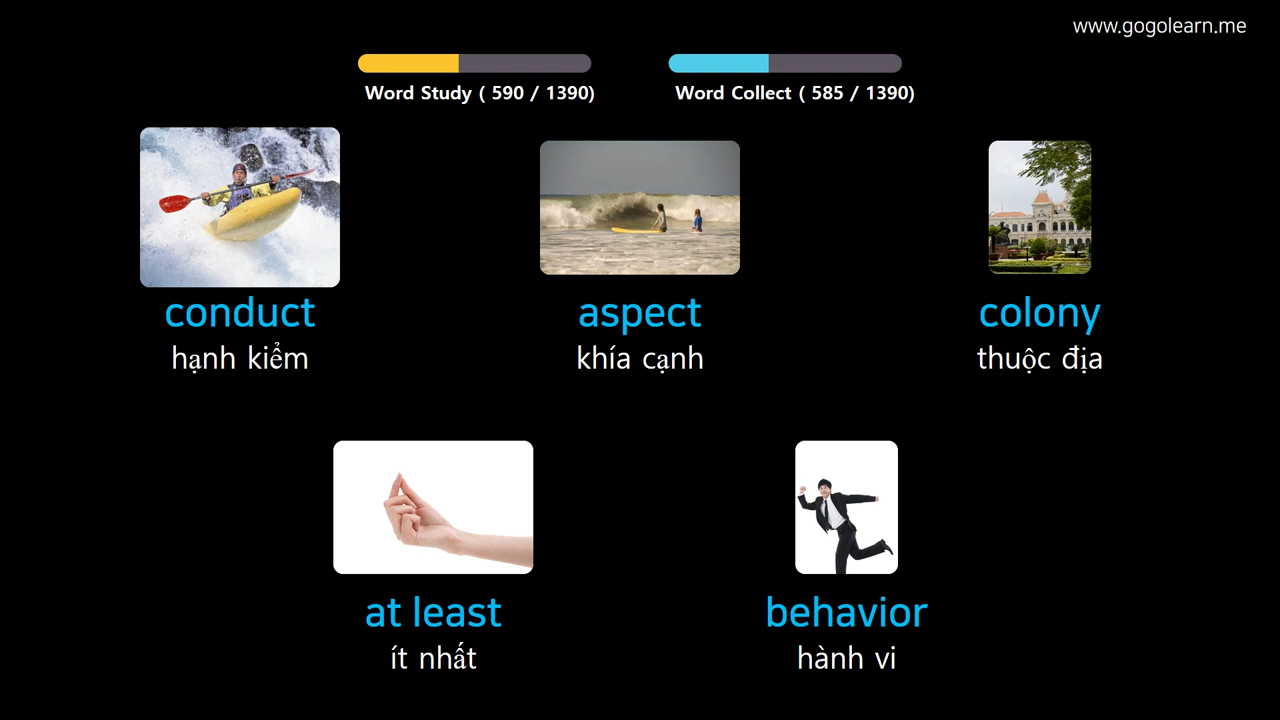 www.gogolearn.me
Word Study ( 590 / 1390)
Word Collect ( 585 / 1390)
conduct
hạnh kiểm
aspect
khía cạnh
colony
thuộc địa
at least
ít nhất
behavior
hành vi